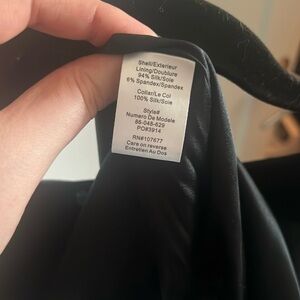 Shell/Exterieur
Lining/Doublure
94% Silk/Soie
6% Spandex/Spandex
Collar/Le Col
100% Silk/Soie
Style#
Numero De Modele
86-048-629
PO#3914
RN#107677
Care on reverse
Entretien Au Dos